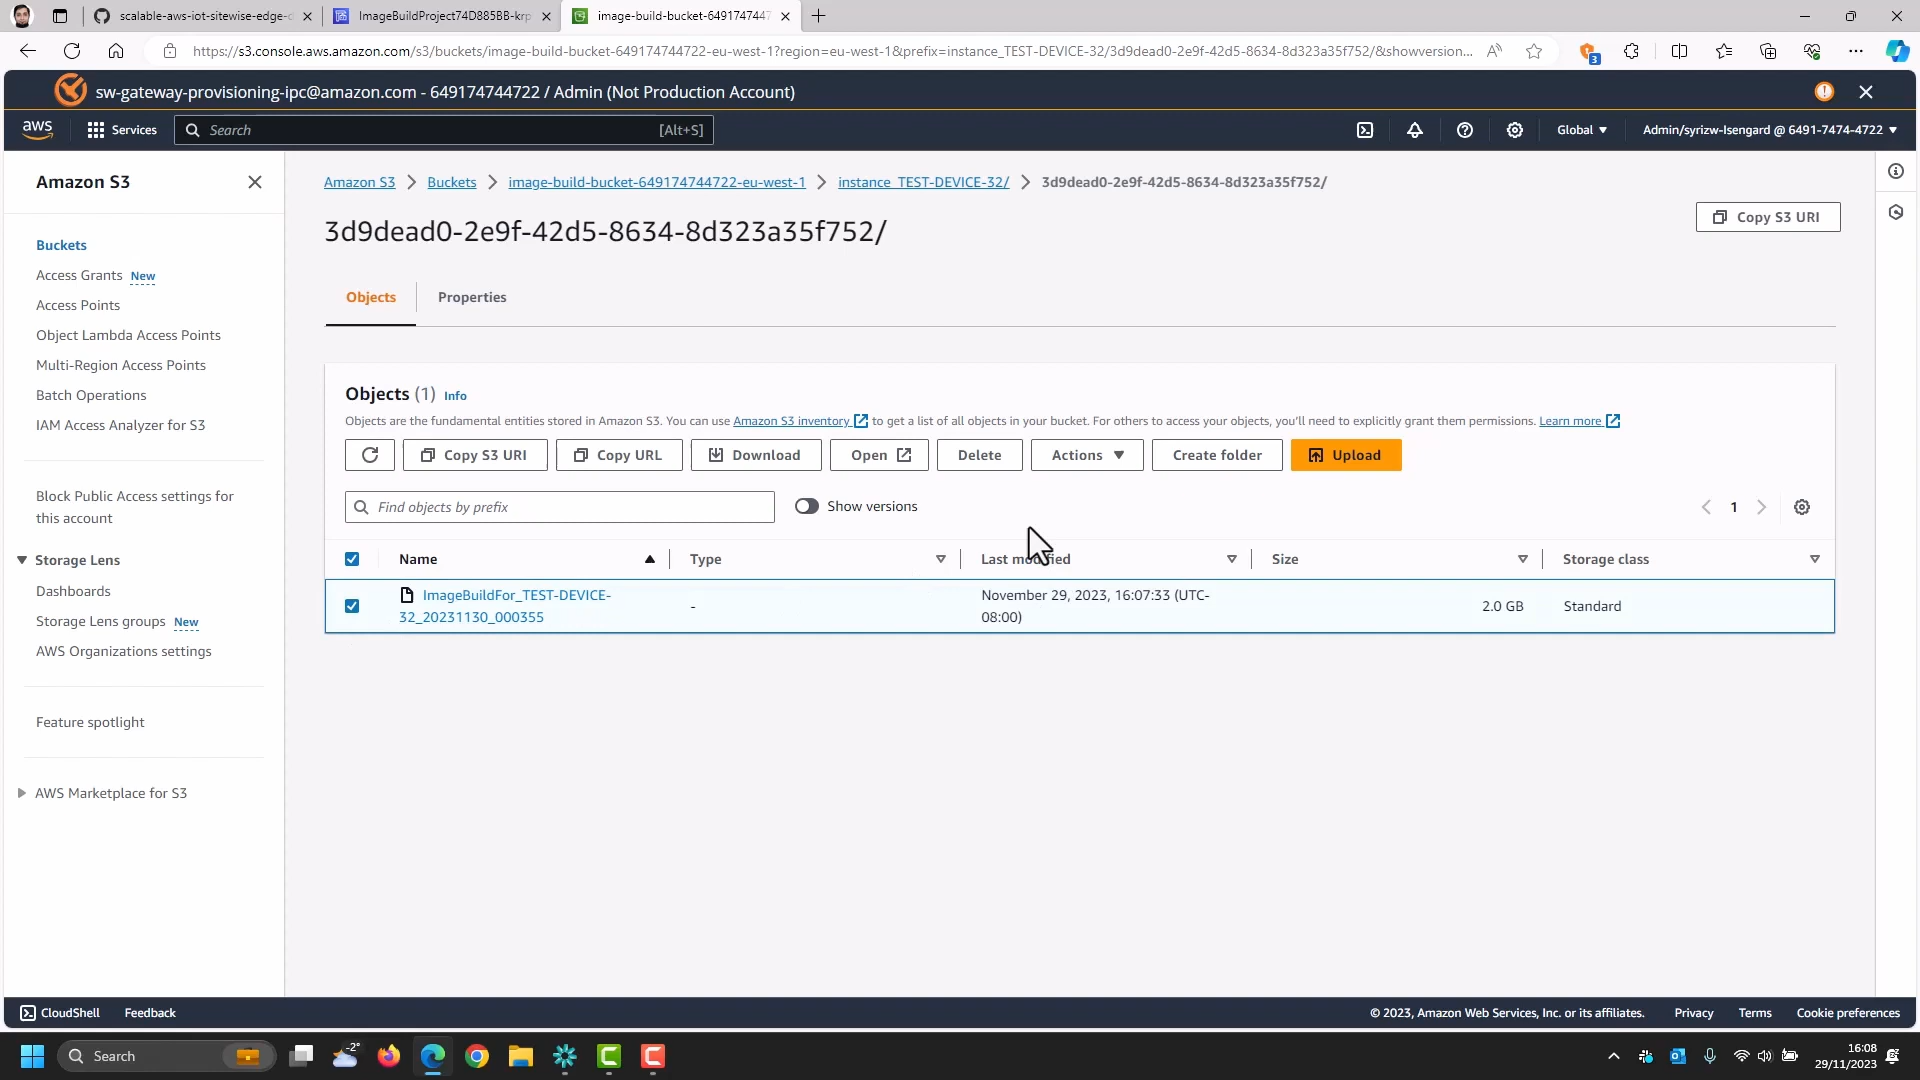 scalable-aws-iot-sitewise-edge-c
ImageBuildProject74D885BB-krp
image-build-bucket-6491747447
https://s3.console.aws.amazon.com/s3/buckets/image-build-bucket-649174744722-eu-west-1?region=eu-west-1&prefix=instance_TEST-DEVICE-32/3d9dead0-2e9f-42d5-8634-8d323a35f752/&showversion...
3
sw-gateway-provisioning-ipc@amazon.com - 649174744722 / Admin (Not Production Account)
aws
Services
Search
[Alt+S]
Global
Admin/syrizw-Isengard @ 6491-7474-4722
Amazon S3
Buckets
Access Grants New
Access Points
Object Lambda Access Points
Multi-Region Access Points
Batch Operations
IAM Access Analyzer for S3
Block Public Access settings for
this account
Storage Lens
Dashboards
Storage Lens groups New
AWS Organizations settings
Feature spotlight
AWS Marketplace for S3
Amazon S3
Buckets
image-build-bucket-649174744722-eu-west-1
instance_TEST-DEVICE-32/
3d9dead0-2e9f-42d5-8634-8d323a35f752/
3d9dead0-2e9f-42d5-8634-8d323a35f752/
Copy S3 URI
Objects
Properties
Objects (1) Info
Objects are the fundamental entities stored in Amazon S3. You can use Amazon S3 inventory to get a list of all objects in your bucket. For others to access your objects, you'll need to explicitly grant them permissions. Learn more
Copy S3 URI
Copy URL
Download
Open
Delete
Actions
Create folder
Upload
Find objects by prefix
Show versions
1
Name
Type
Last modified
Size
Storage class
ImageBuildFor_TEST-DEVICE-
32_20231130_000355
-
November 29, 2023, 16:07:33 (UTC-
08:00)
2.0 GB
Standard
CloudShell
Feedback
© 2023, Amazon Web Services, Inc. or its affiliates.
Privacy
Terms
Cookie preferences
Search
-2°
16:08
29/11/2023